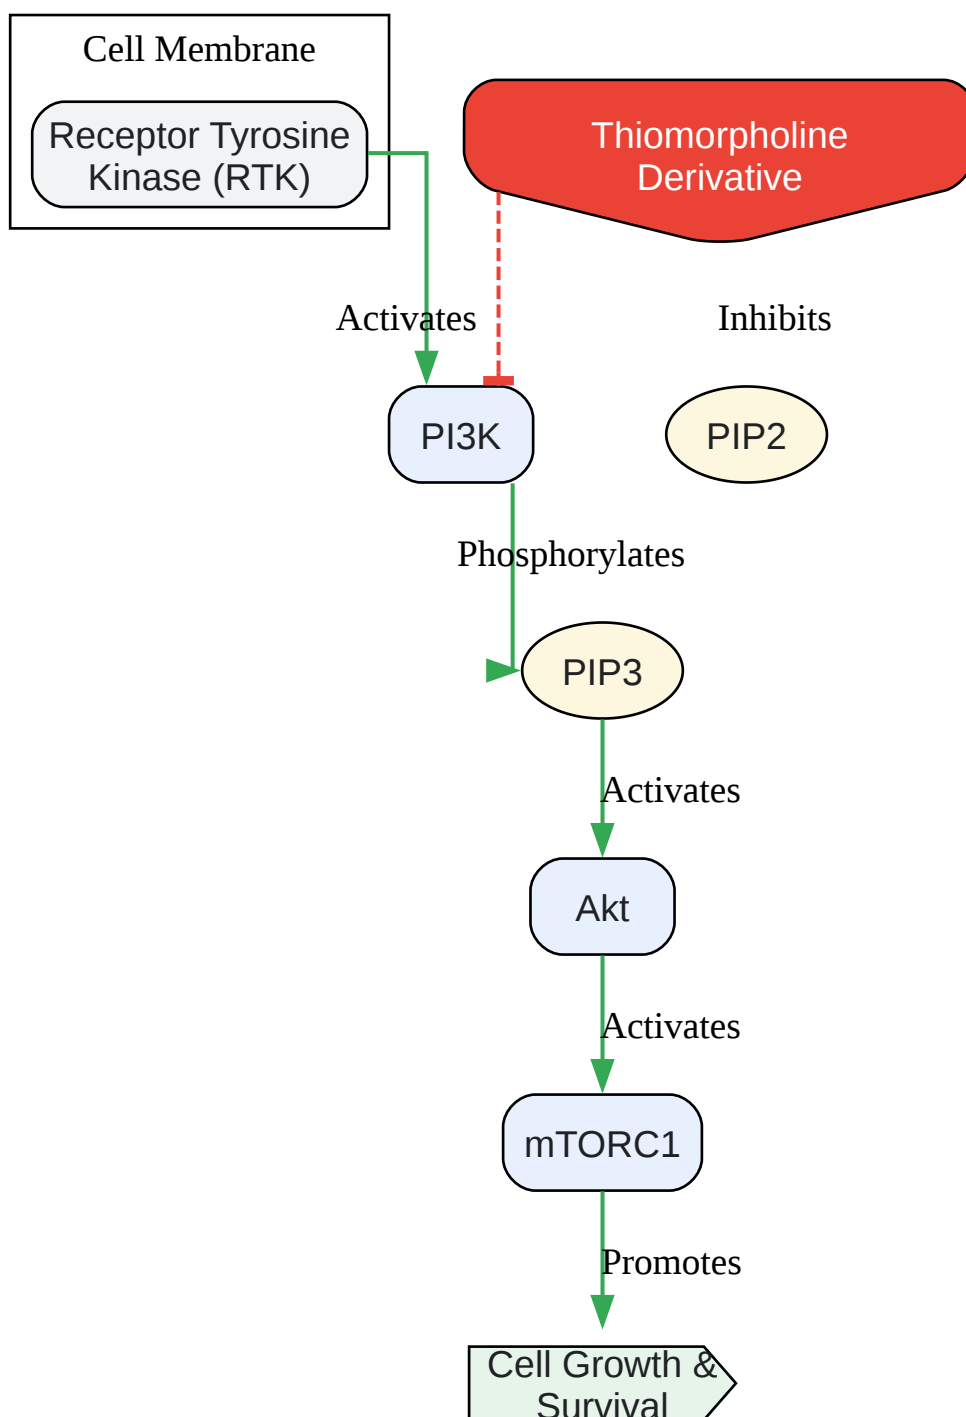 Cell Membrane
Receptor Tyrosine
Kinase (RTK)
Thiomorpholine
Derivative
Activates
Inhibits
PI3K
PIP2
Phosphorylates
PIP3
Activates
Akt
Activates
mTORC1
Promotes
Cell Growth &
Survival